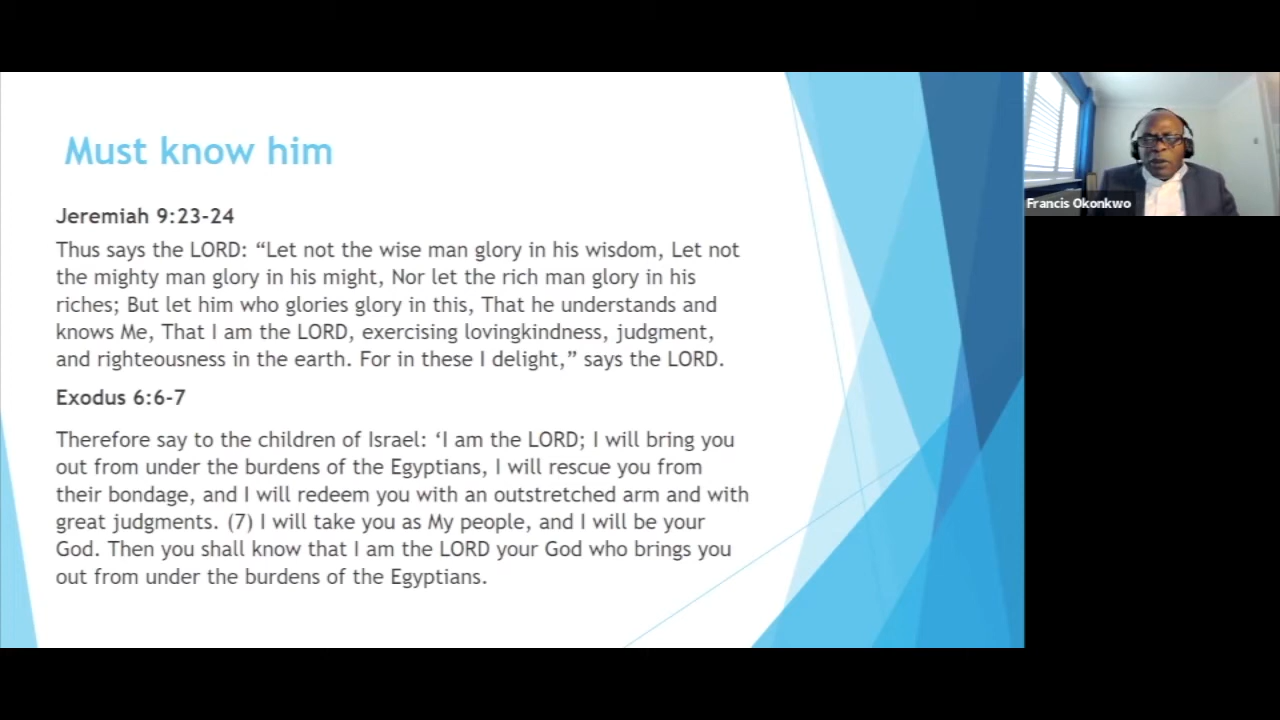 Must know him
Jeremiah 9:23-24
Thus says the LORD: “Let not the wise man glory in his wisdom, Let not
the mighty man glory in his might, Nor let the rich man glory in his
riches; But let him who glories glory in this, That he understands and
knows Me, That I am the LORD, exercising lovingkindness, judgment,
and righteousness in the earth. For in these I delight,” says the LORD.
Exodus 6:6-7
Therefore say to the children of Israel: ‘I am the LORD; I will bring you
out from under the burdens of the Egyptians, I will rescue you from
their bondage, and I will redeem you with an outstretched arm and with
great judgments. (7) I will take you as My people, and I will be your
God. Then you shall know that I am the LORD your God who brings you
out from under the burdens of the Egyptians.
Francis Okonkwo